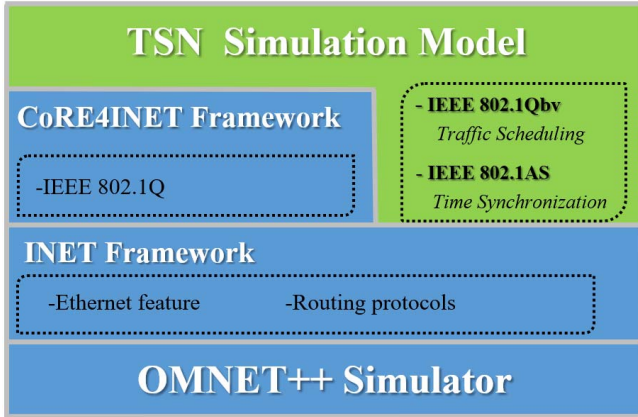 TSN Simulation Model
CoRE4INET Framework
-IEEE 802.1Q
- IEEE 802.1Qbv
Traffic Scheduling
- IEEE 802.1AS
Time Synchronization
INET Framework
-Ethernet feature -Routing protocols
OMNET++ Simulator